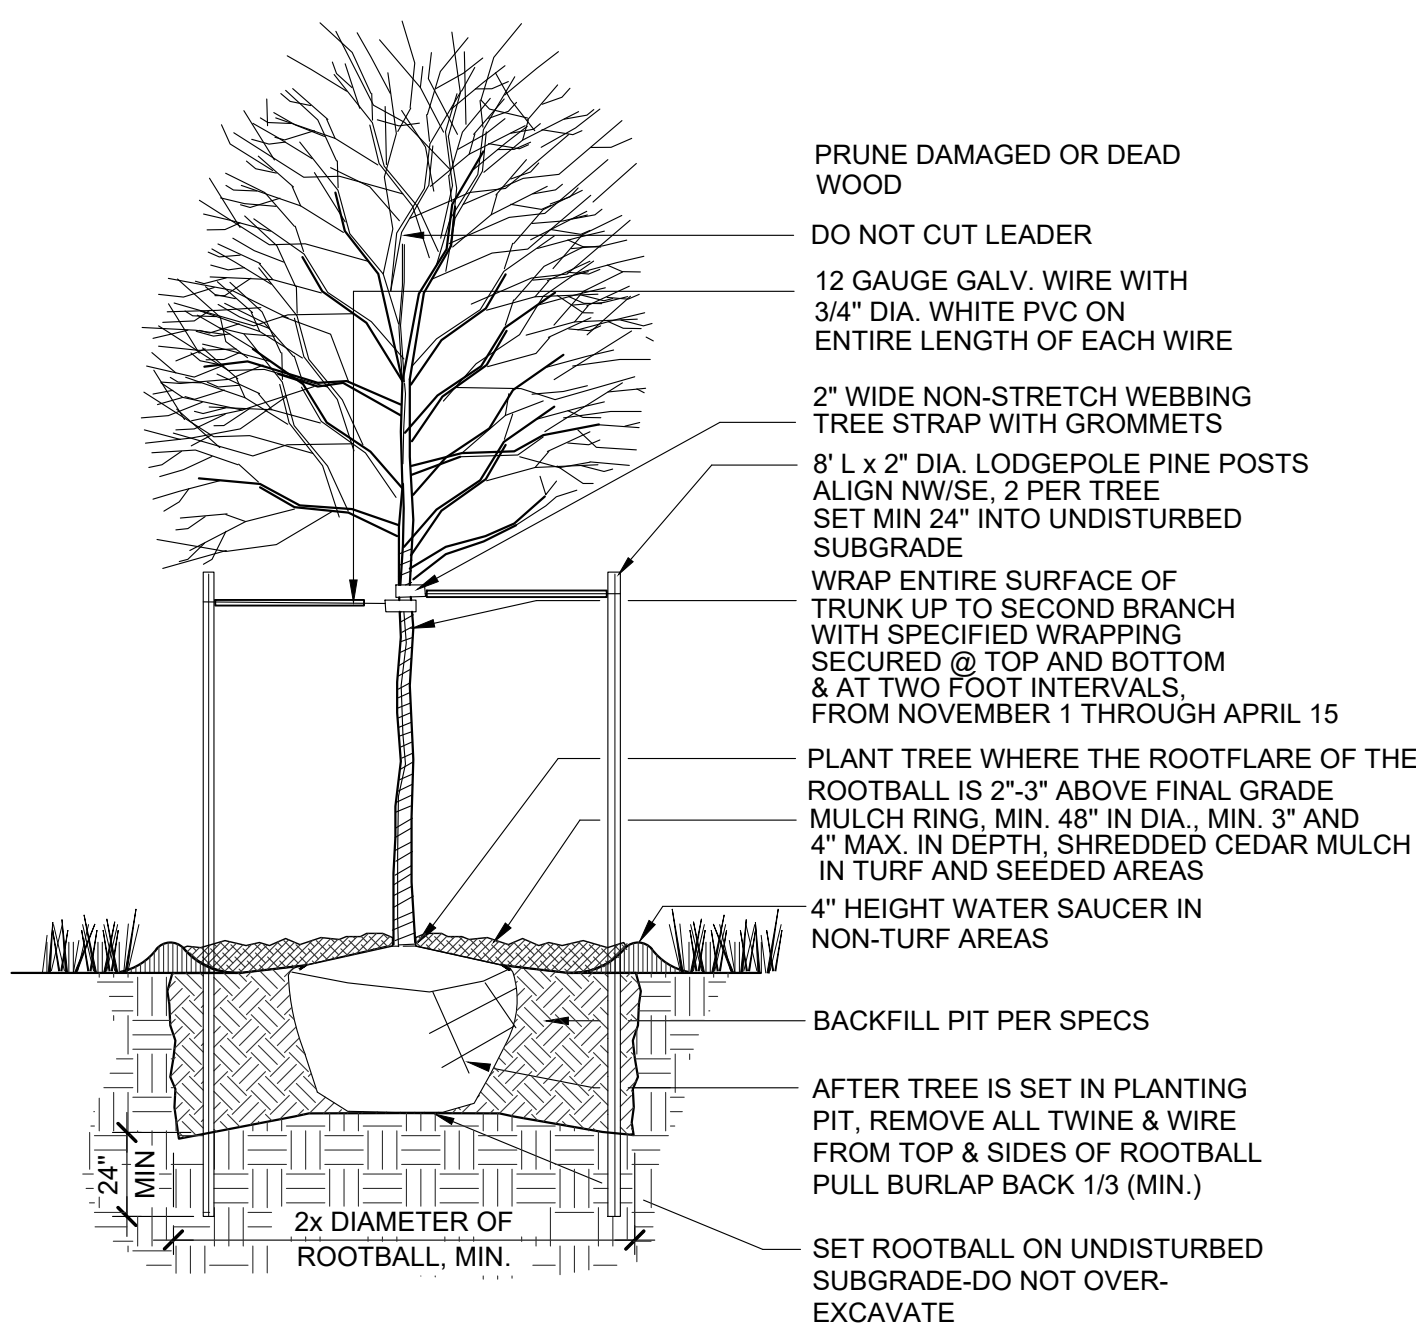 PRUNE DAMAGED OR DEAD
WOOD
DO NOT CUT LEADER
12 GAUGE GALV. WIRE WITH
3/4" DIA. WHITE PVC ON
ENTIRE LENGTH OF EACH WIRE
2" WIDE NON-STRETCH WEBBING
TREE STRAP WITH GROMMETS
8' L x 2" DIA. LODGEPOLE PINE POSTS
ALIGN NW/SE, 2 PER TREE
SET MIN 24" INTO UNDISTURBED
SUBGRADE
WRAP ENTIRE SURFACE OF
TRUNK UP TO SECOND BRANCH
WITH SPECIFIED WRAPPING
SECURED @ TOP AND BOTTOM
& AT TWO FOOT INTERVALS,
FROM NOVEMBER 1 THROUGH APRIL 15
PLANT TREE WHERE THE ROOTFLARE OF THE
ROOTBALL IS 2"-3" ABOVE FINAL GRADE
MULCH RING, MIN. 48" IN DIA., MIN. 3" AND
4" MAX. IN DEPTH, SHREDDED CEDAR MULCH
IN TURF AND SEEDED AREAS
4" HEIGHT WATER SAUCER IN
NON-TURF AREAS
BACKFILL PIT PER SPECS
AFTER TREE IS SET IN PLANTING
PIT, REMOVE ALL TWINE & WIRE
FROM TOP & SIDES OF ROOTBALL
PULL BURLAP BACK 1/3 (MIN.)
SET ROOTBALL ON UNDISTURBED
SUBGRADE-DO NOT OVER-
EXCAVATE
24"
MIN
2x DIAMETER OF
ROOTBALL, MIN.